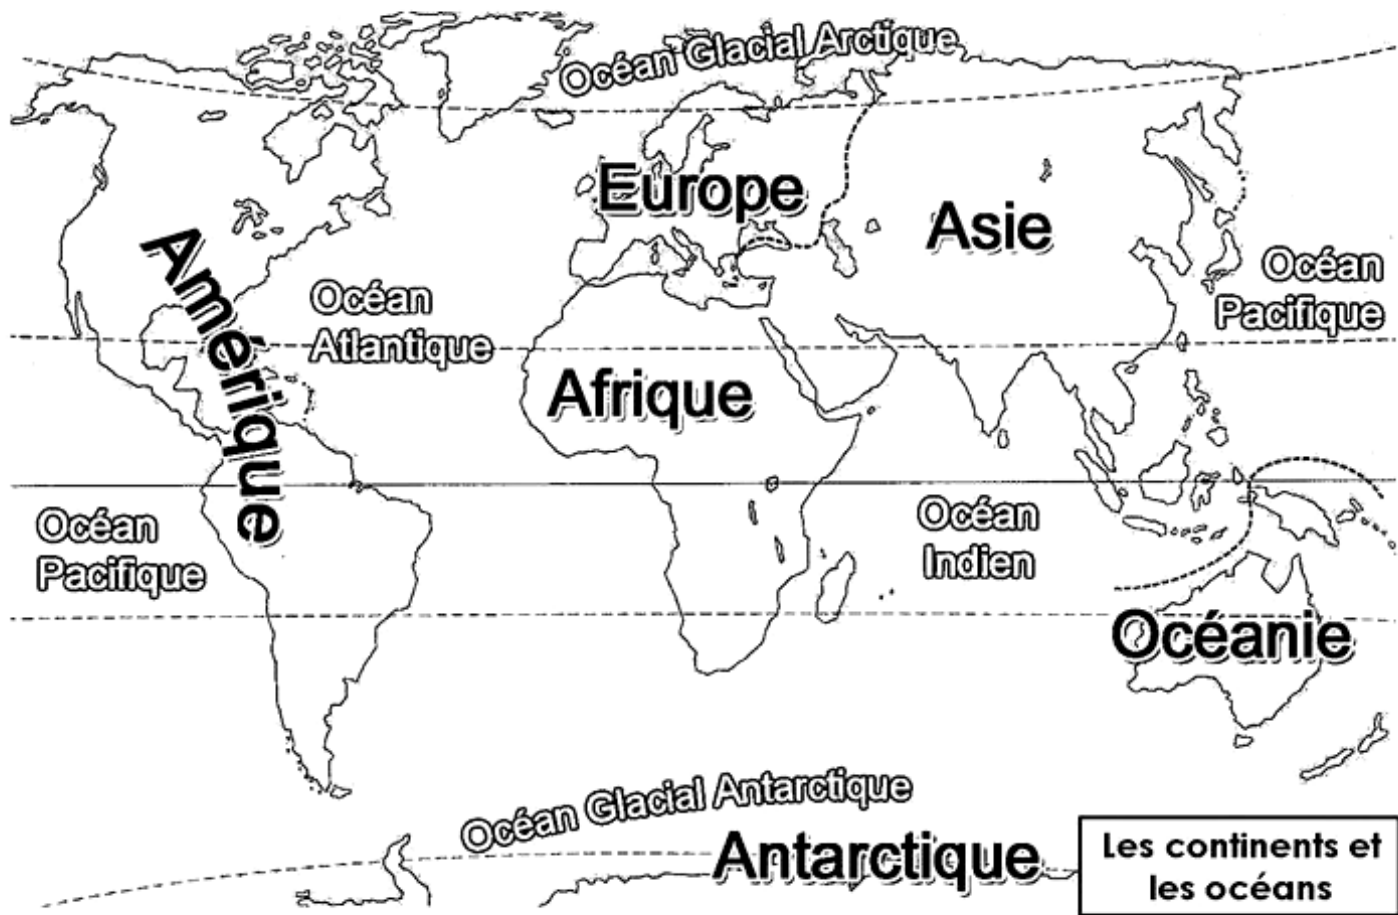 Océan Glacial Arctique
Europe
Asie
Amérique
Océan
Atlantique
Océan
Pacifique
Afrique
Océan
Pacifique
Océan
Indien
Océanie
Océan Glacial Antarctique
Antarctique
Les continents et
les océans